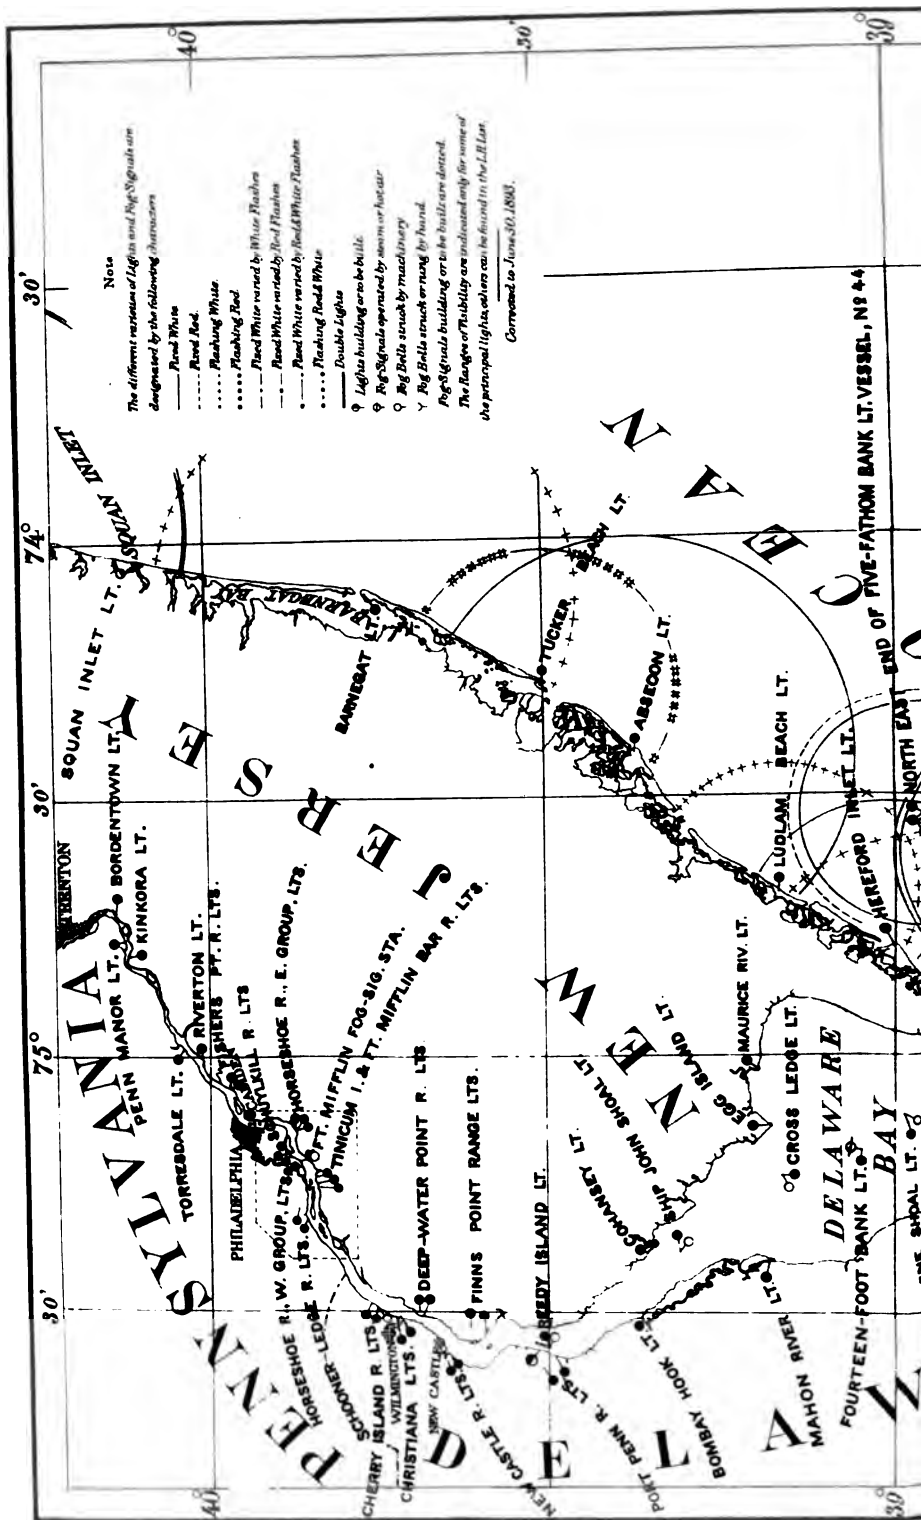 40°
30'
39°
30'
Note
The different varieties of Lights and Fog-Signals are
designated by the following characters
Fixed White
Fixed Red.
Flashing White.
Flashing Red.
Fixed White varied by White Flashes
Fixed White varied by Red Flashes
Fixed White varied by Red & White Flashes
Flashing Red & White
Double Lights
Lights building or to be built.
Fog-Signals operated by steam or hot air
Fog Bells struck by machinery
Fog Bells struck or rung by hand.
Fog-Signals building or to be built are dotted.
The Ranges of Visibility are indicated only for some of
the principal lights, others can be found in the L.H. List.
Corrected to June 30, 1893.
74°
SQUAN INLET
SQUAN INLET
SQUAN INLET LT.
BARNEGAT BAY
BARNEGAT LT.
TUCKER BEACH LT.
ABSECON LT.
LUDLAM BEACH LT.
HEREFORD INLET LT.
NORTH EAST END OF FIVE-FATHOM BANK LT. VESSEL, Nº 44
OCEAN
30'
NEW JERSEY
TRENTON
BORDENTOWN LT.
KINKORA LT.
PENN MANOR LT.
RIVERTON LT.
FISHERS PT. R. LTS.
TORRESDALE LT.
CAMDEN
PHILADELPHIA
SCHUYLKILL R. LTS
HORSESHOE R., E. GROUP, LTS.
FT. MIFFLIN FOG-SIG. STA.
TINICUM I. & FT. MIFFLIN BAR R. LTS.
75°
PENNSYLVANIA
HORSESHOE R., W. GROUP, LTS.
SCHOONER LEDGE R. LTS.
DEEP-WATER POINT R. LTS
FINNS POINT RANGE LTS.
REEDY ISLAND LT.
COHANSEY LT.
SHIP JOHN SHOAL LT.
EGG ISLAND LT.
MAURICE RIV. LT.
CROSS LEDGE LT.
DELAWARE
BAY
FOURTEEN-FOOT BANK LT.
SHOAL LT.
30'
CHERRY ISLAND R. LTS.
WILMINGTON
CHRISTIANA LTS.
NEW CASTLE
NEW CASTLE R. LTS.
PORT PENN R. LTS.
BOMBAY HOOK LT.
MAHON RIVER LT.
DELAW
40°
39°